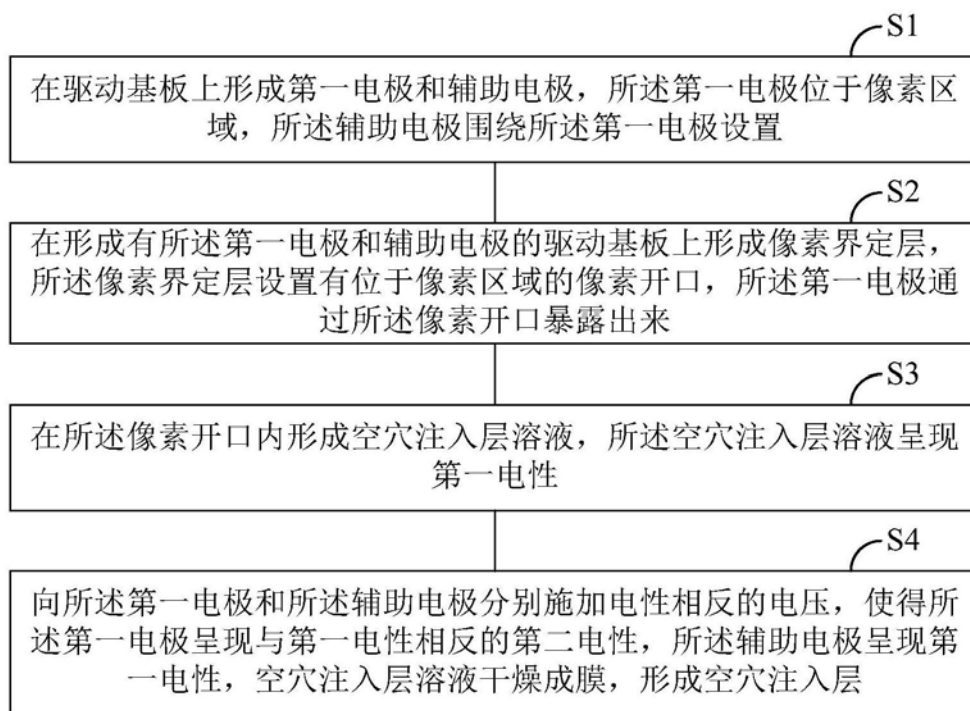 S1
在驱动基板上形成第一电极和辅助电极，所述第一电极位于像素区
域，所述辅助电极围绕所述第一电极设置
S2
在形成有所述第一电极和辅助电极的驱动基板上形成像素界定层，
所述像素界定层设置有位于像素区域的像素开口，所述第一电极通
过所述像素开口暴露出来
S3
在所述像素开口内形成空穴注入层溶液，所述空穴注入层溶液呈现
第一电性
S4
向所述第一电极和所述辅助电极分别施加电性相反的电压，使得所
述第一电极呈现与第一电性相反的第二电性，所述辅助电极呈现第
一电性，空穴注入层溶液干燥成膜，形成空穴注入层